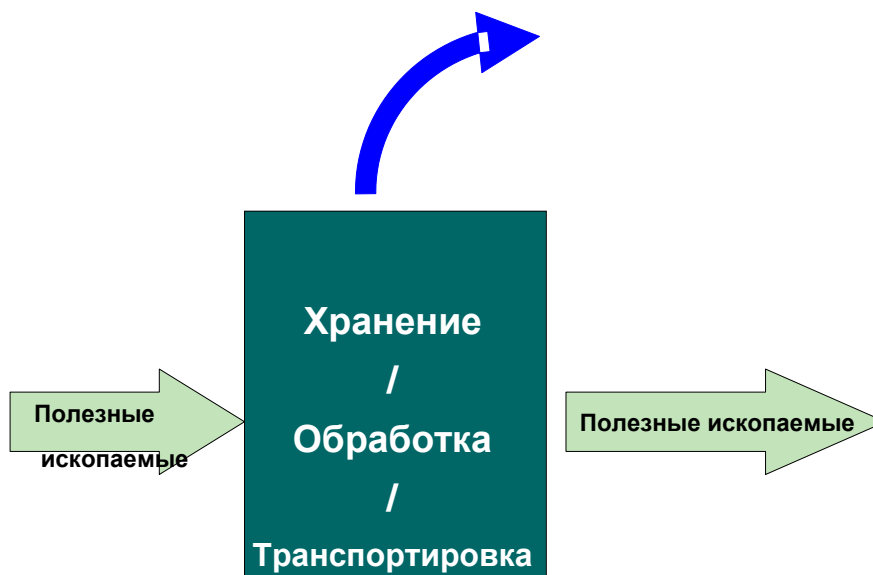 Хранение
/
Обработка
/
Транспортировка
Полезные
ископаемые
Полезные ископаемые